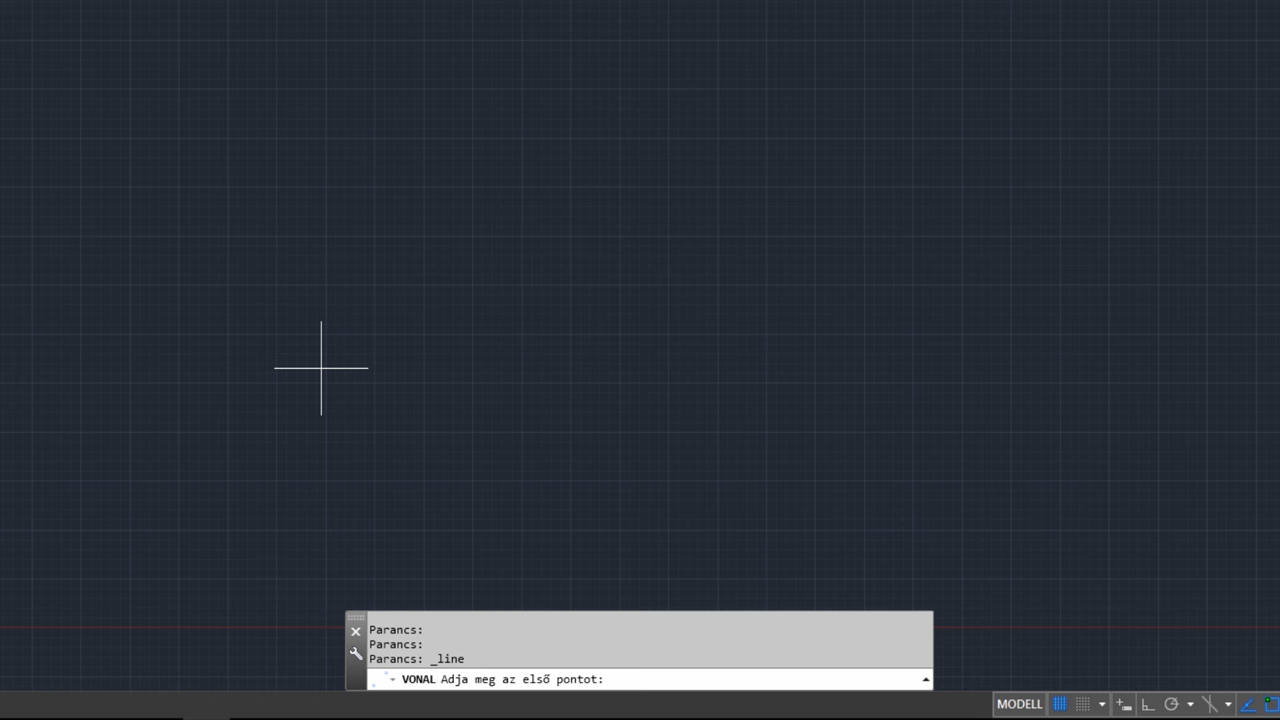 Parancs:
Parancs:
Parancs: _line
VONAL Adja meg az első pontot:
MODELL